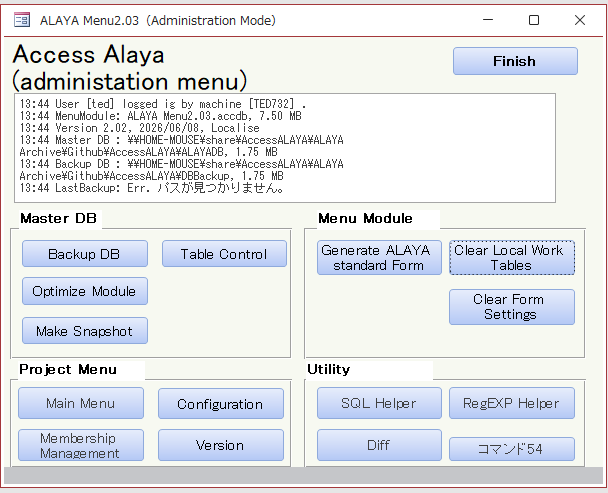 ALAYA Menu2.03  (Administration Mode)
Access Alaya
(administation menu)
Finish
13:44 User [ted] logged ig by machine [TED732] .
13:44 MenuModule: ALAYA Menu2.03.accdb, 7.50 MB
13:44 Version 2.02, 2026/06/08, Localise
13:44 Master DB : ¥¥HOME-MOUSE¥share¥AccessALAYA¥ALAYA
Archive¥Github¥AccessALAYA¥ALAYADB, 1.75 MB
13:44 Backup DB : ¥¥HOME-MOUSE¥share¥AccessALAYA¥ALAYA
Archive¥Github¥AccessALAYA¥DBBackup, 1.75 MB
13:44 LastBackup: Err. パスが見つかりません。
Master DB
Backup DB
Table Control
Optimize Module
Make Snapshot
Menu Module
Generate ALAYA
standard Form
Clear Local Work
Tables
Clear Form
Settings
Project Menu
Main Menu
Configuration
Membership
Management
Version
Utility
SQL Helper
RegEXP Helper
Diff
コマンド54